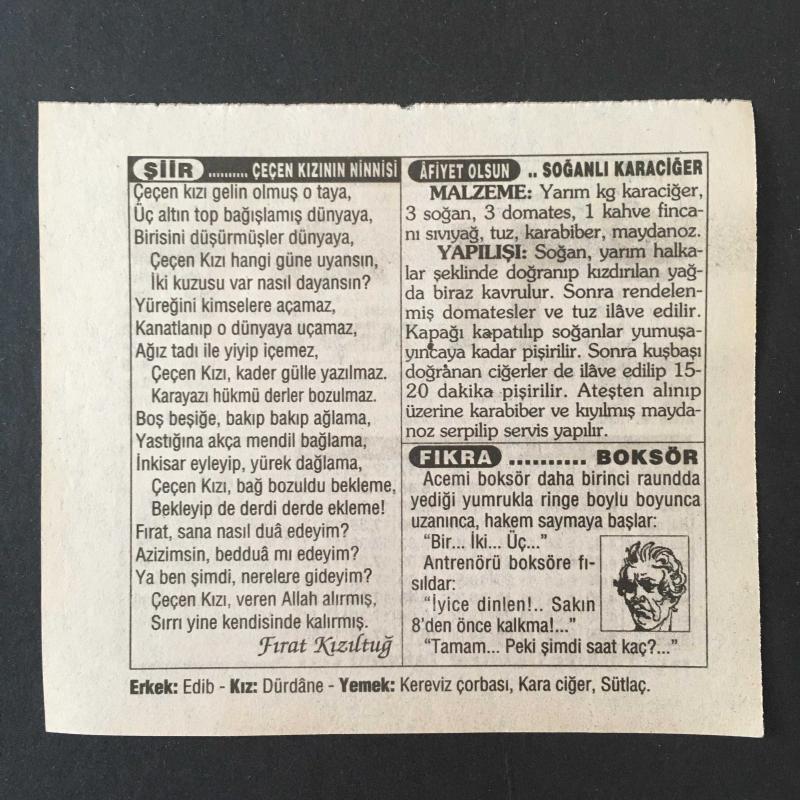 ŞİİR .......... ÇEÇEN KIZININ NİNNİSİ
Çeçen kızı gelin olmuş o taya,
Üç altın top bağışlamış dünyaya,
Birisini düşürmüşler dünyaya,
Çeçen Kızı hangi güne uyansın,
İki kuzusu var nasıl dayansın?
Yüreğini kimselere açamaz,
Kanatlanıp o dünyaya uçamaz,
Ağız tadı ile yiyip içemez,
Çeçen Kızı, kader gülle yazılmaz.
Karayazı hükmü derler bozulmaz.
Boş beşiğe, bakıp bakıp ağlama,
Yastığına akça mendil bağlama,
İnkisar eyleyip, yürek dağlama,
Çeçen Kızı, bağ bozuldu bekleme,
Bekleyip de derdi derde ekleme!
Fırat, sana nasıl duâ edeyim?
Azizimsin, bedduâ mı edeyim?
Ya ben şimdi, nerelere gideyim?
Çeçen Kızı, veren Allah alırmış,
Sırrı yine kendisinde kalırmış.
Fırat Kızıltuğ
ÂFİYET OLSUN .. SOĞANLI KARACİĞER
MALZEME: Yarım kg karaciğer,
3 soğan, 3 domates, 1 kahve finca-
nı sıvıyağ, tuz, karabiber, maydanoz.
YAPILIŞI: Soğan, yarım halka-
lar şeklinde doğranıp kızdırılan yağ-
da biraz kavrulur. Sonra rendelen-
miş domatesler ve tuz ilâve edilir.
Kapağı kapatılıp soğanlar yumuşa-
yıncaya kadar pişirilir. Sonra kuşbaşı
doğranan ciğerler de ilâve edilip 15-
20 dakika pişirilir. Ateşten alınıp
üzerine karabiber ve kıyılmış mayda-
noz serpilip servis yapılır.
FIKRA .......... BOKSÖR
Acemi boksör daha birinci raundda
yediği yumrukla ringe boylu boyunca
uzanınca, hakem saymaya başlar:
“Bir... İki... Üç...”
Antrenörü boksöre fı-
sıldar:
“İyice dinlen!.. Sakın
8’den önce kalkma!...”
“Tamam... Peki şimdi saat kaç?...”
Erkek: Edib - Kız: Dürdâne - Yemek: Kereviz çorbası, Kara ciğer, Sütlaç.